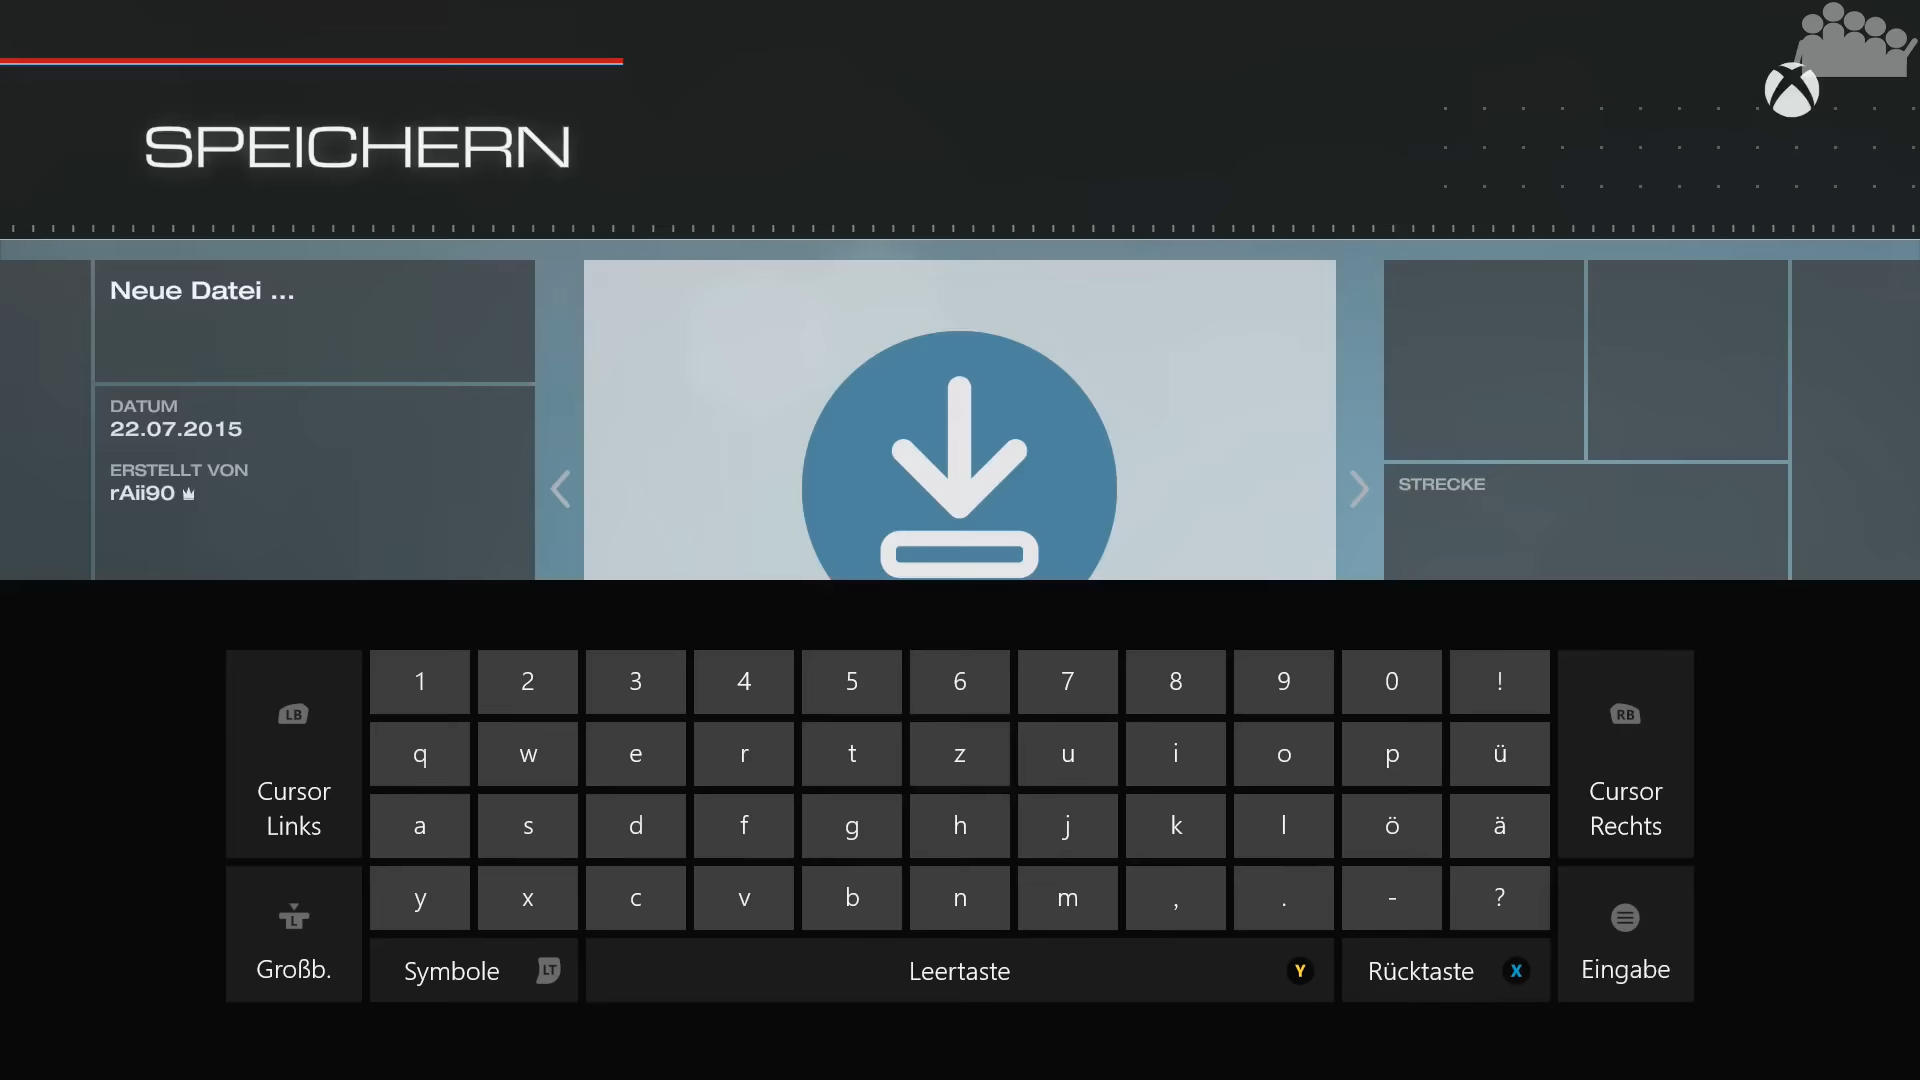 SPEICHERN
Neue Datei ...
DATUM
22.07.2015
ERSTELLT VON
rAii90
STRECKE
LB
Cursor
Links
1 2 3 4 5 6 7 8 9 0 !
q w e r t z u i o p ü
a s d f g h j k l ö ä
y x c v b n m , . - ?
RB
Cursor
Rechts
L
Großb.
Symbole LT
Leertaste Y
Rücktaste X
Eingabe